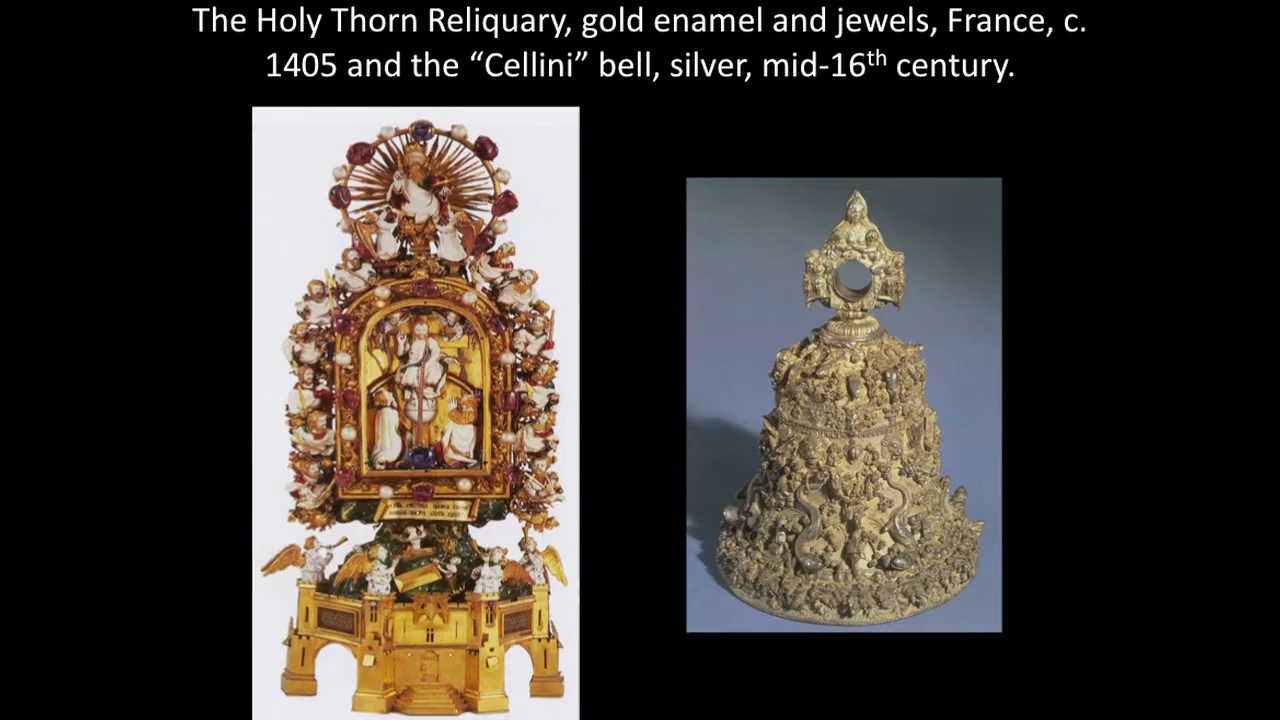 The Holy Thorn Reliquary, gold enamel and jewels, France, c.
1405 and the “Cellini” bell, silver, mid-16th century.